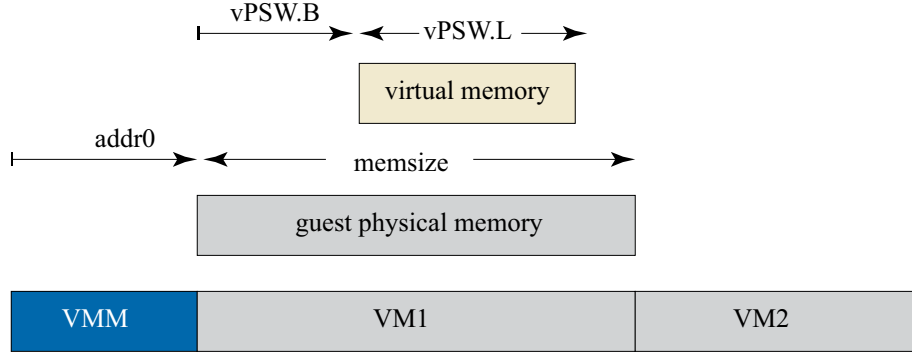 vPSW.B
vPSW.L
virtual memory
addr0
memsize
guest physical memory
VMM
VM1
VM2